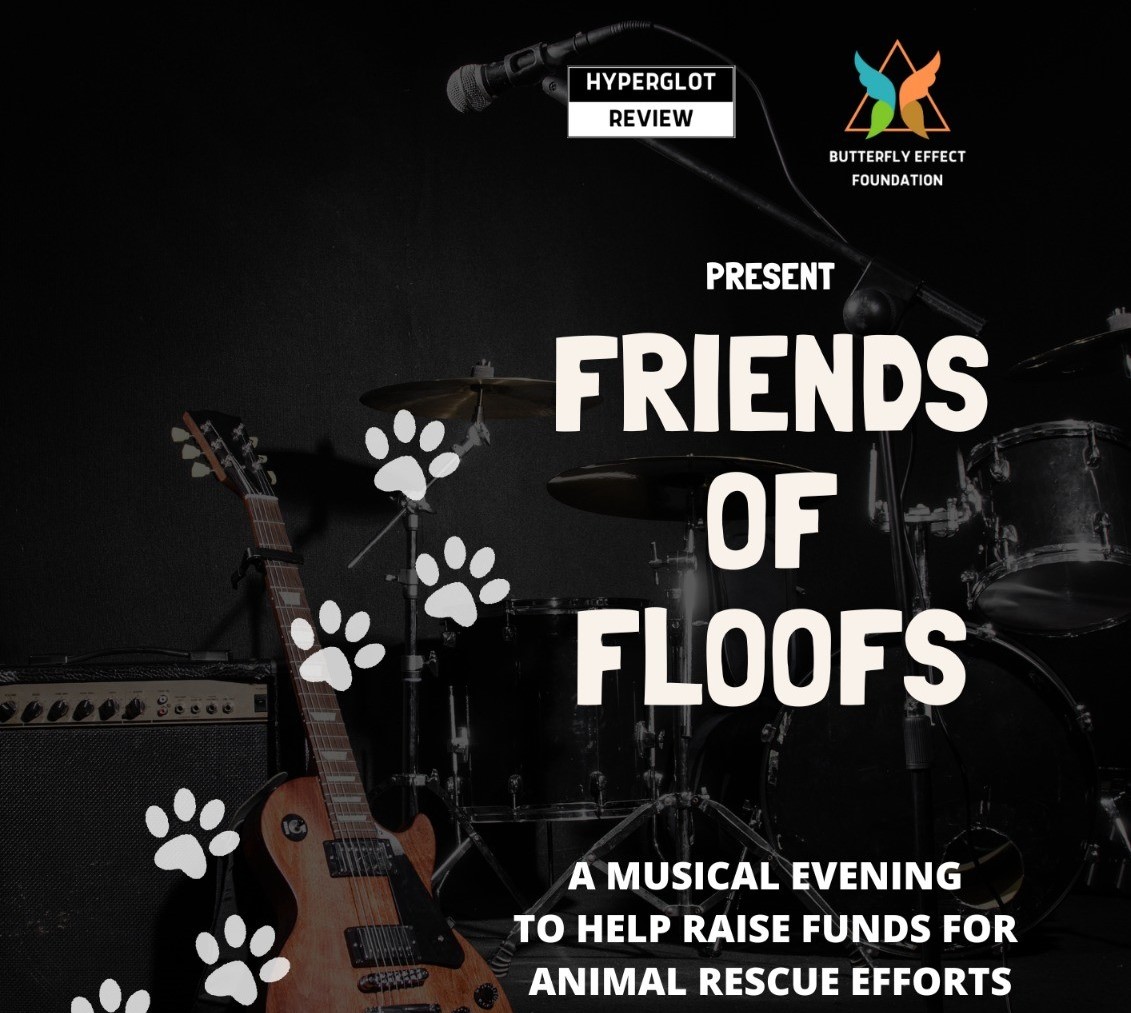 HYPERGLOT
REVIEW
BUTTERFLY EFFECT
FOUNDATION
PRESENT
FRIENDS
OF
FLOOFS
A MUSICAL EVENING
TO HELP RAISE FUNDS FOR
ANIMAL RESCUE EFFORTS